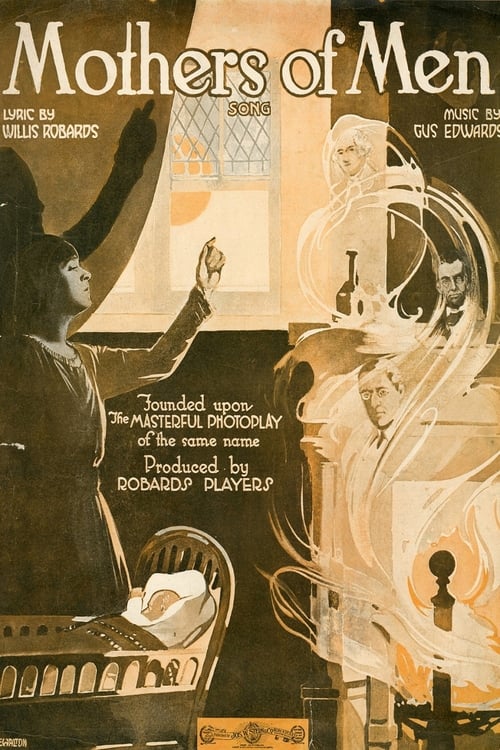 Mothers of Men
SONG
LYRIC BY
WILLIS ROBARDS
MUSIC BY
GUS EDWARDS
Founded upon
The MASTERFUL PHOTOPLAY
of the same name
Produced by
ROBARDS PLAYERS